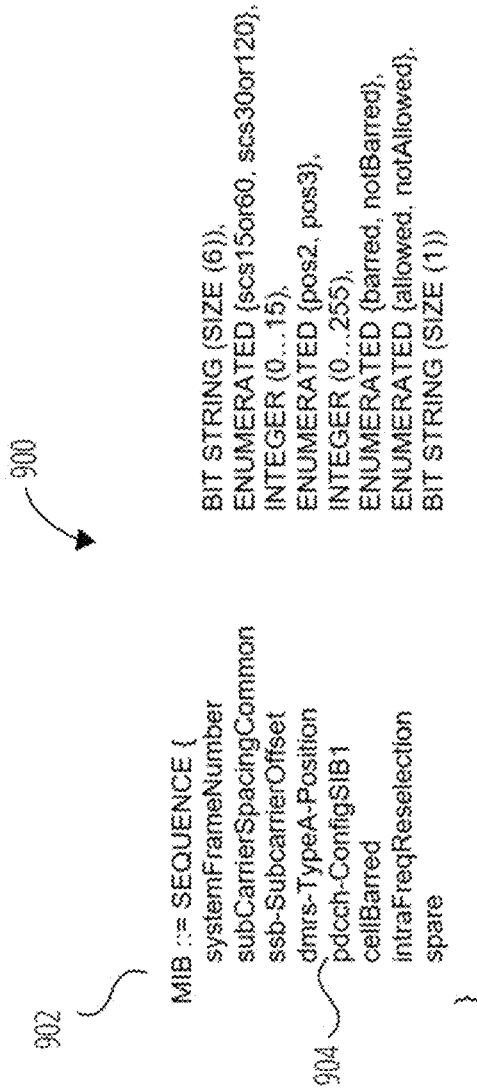 900
902
MIB ::= SEQUENCE {
systemFrameNumber BIT STRING (SIZE (6)),
subCarrierSpacingCommon ENUMERATED {scs15or60, scs30or120},
ssb-SubcarrierOffset INTEGER (0...15),
dmrs-TypeA-Position ENUMERATED {pos2, pos3},
pdcch-ConfigSIB1 INTEGER (0...255),
cellBarred ENUMERATED {barred, notBarred},
intraFreqReselection ENUMERATED {allowed, notAllowed},
spare BIT STRING (SIZE (1))
}
904